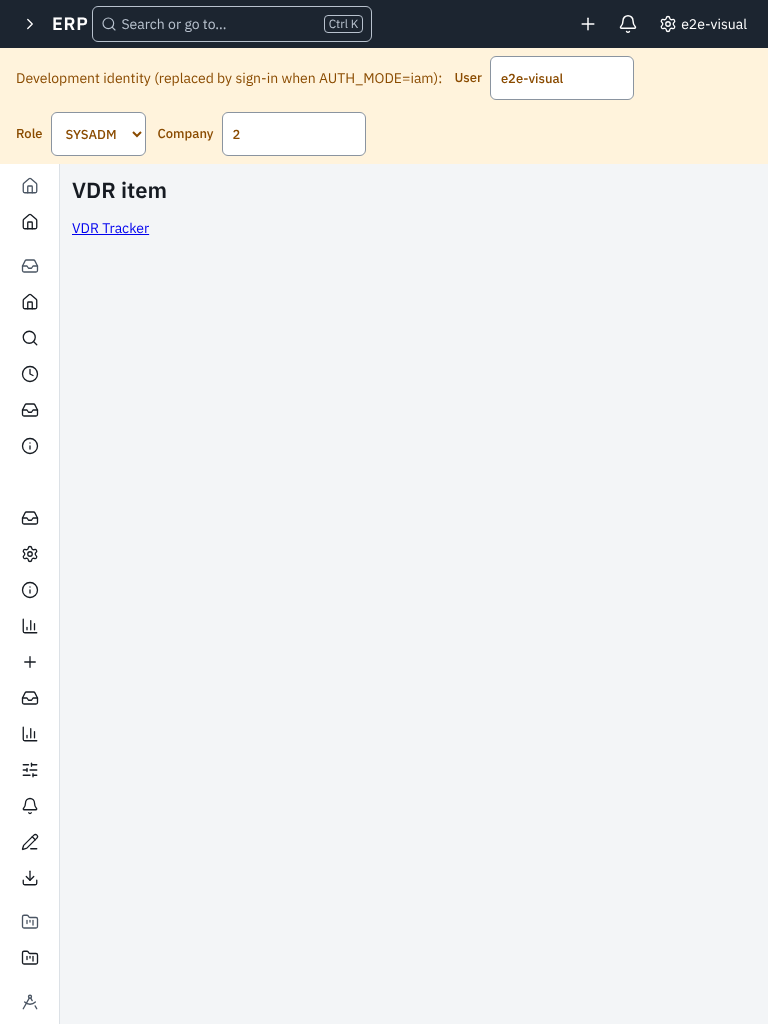 ERP Search or go to... Ctrl K e2e-visual
Development identity (replaced by sign-in when AUTH_MODE=iam): User e2e-visual
Role SYSADM Company 2
VDR item
VDR Tracker